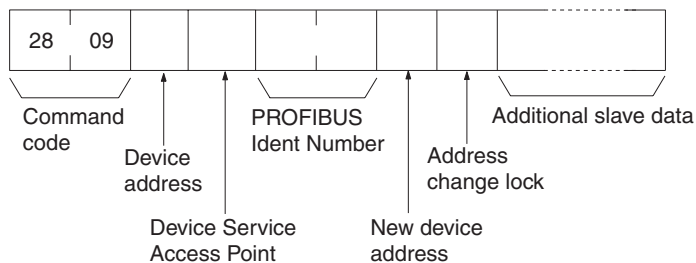 28 09
Command
code
Device
address
Device Service
Access Point
PROFIBUS
Ident Number
New device
address
Address
change lock
Additional slave data